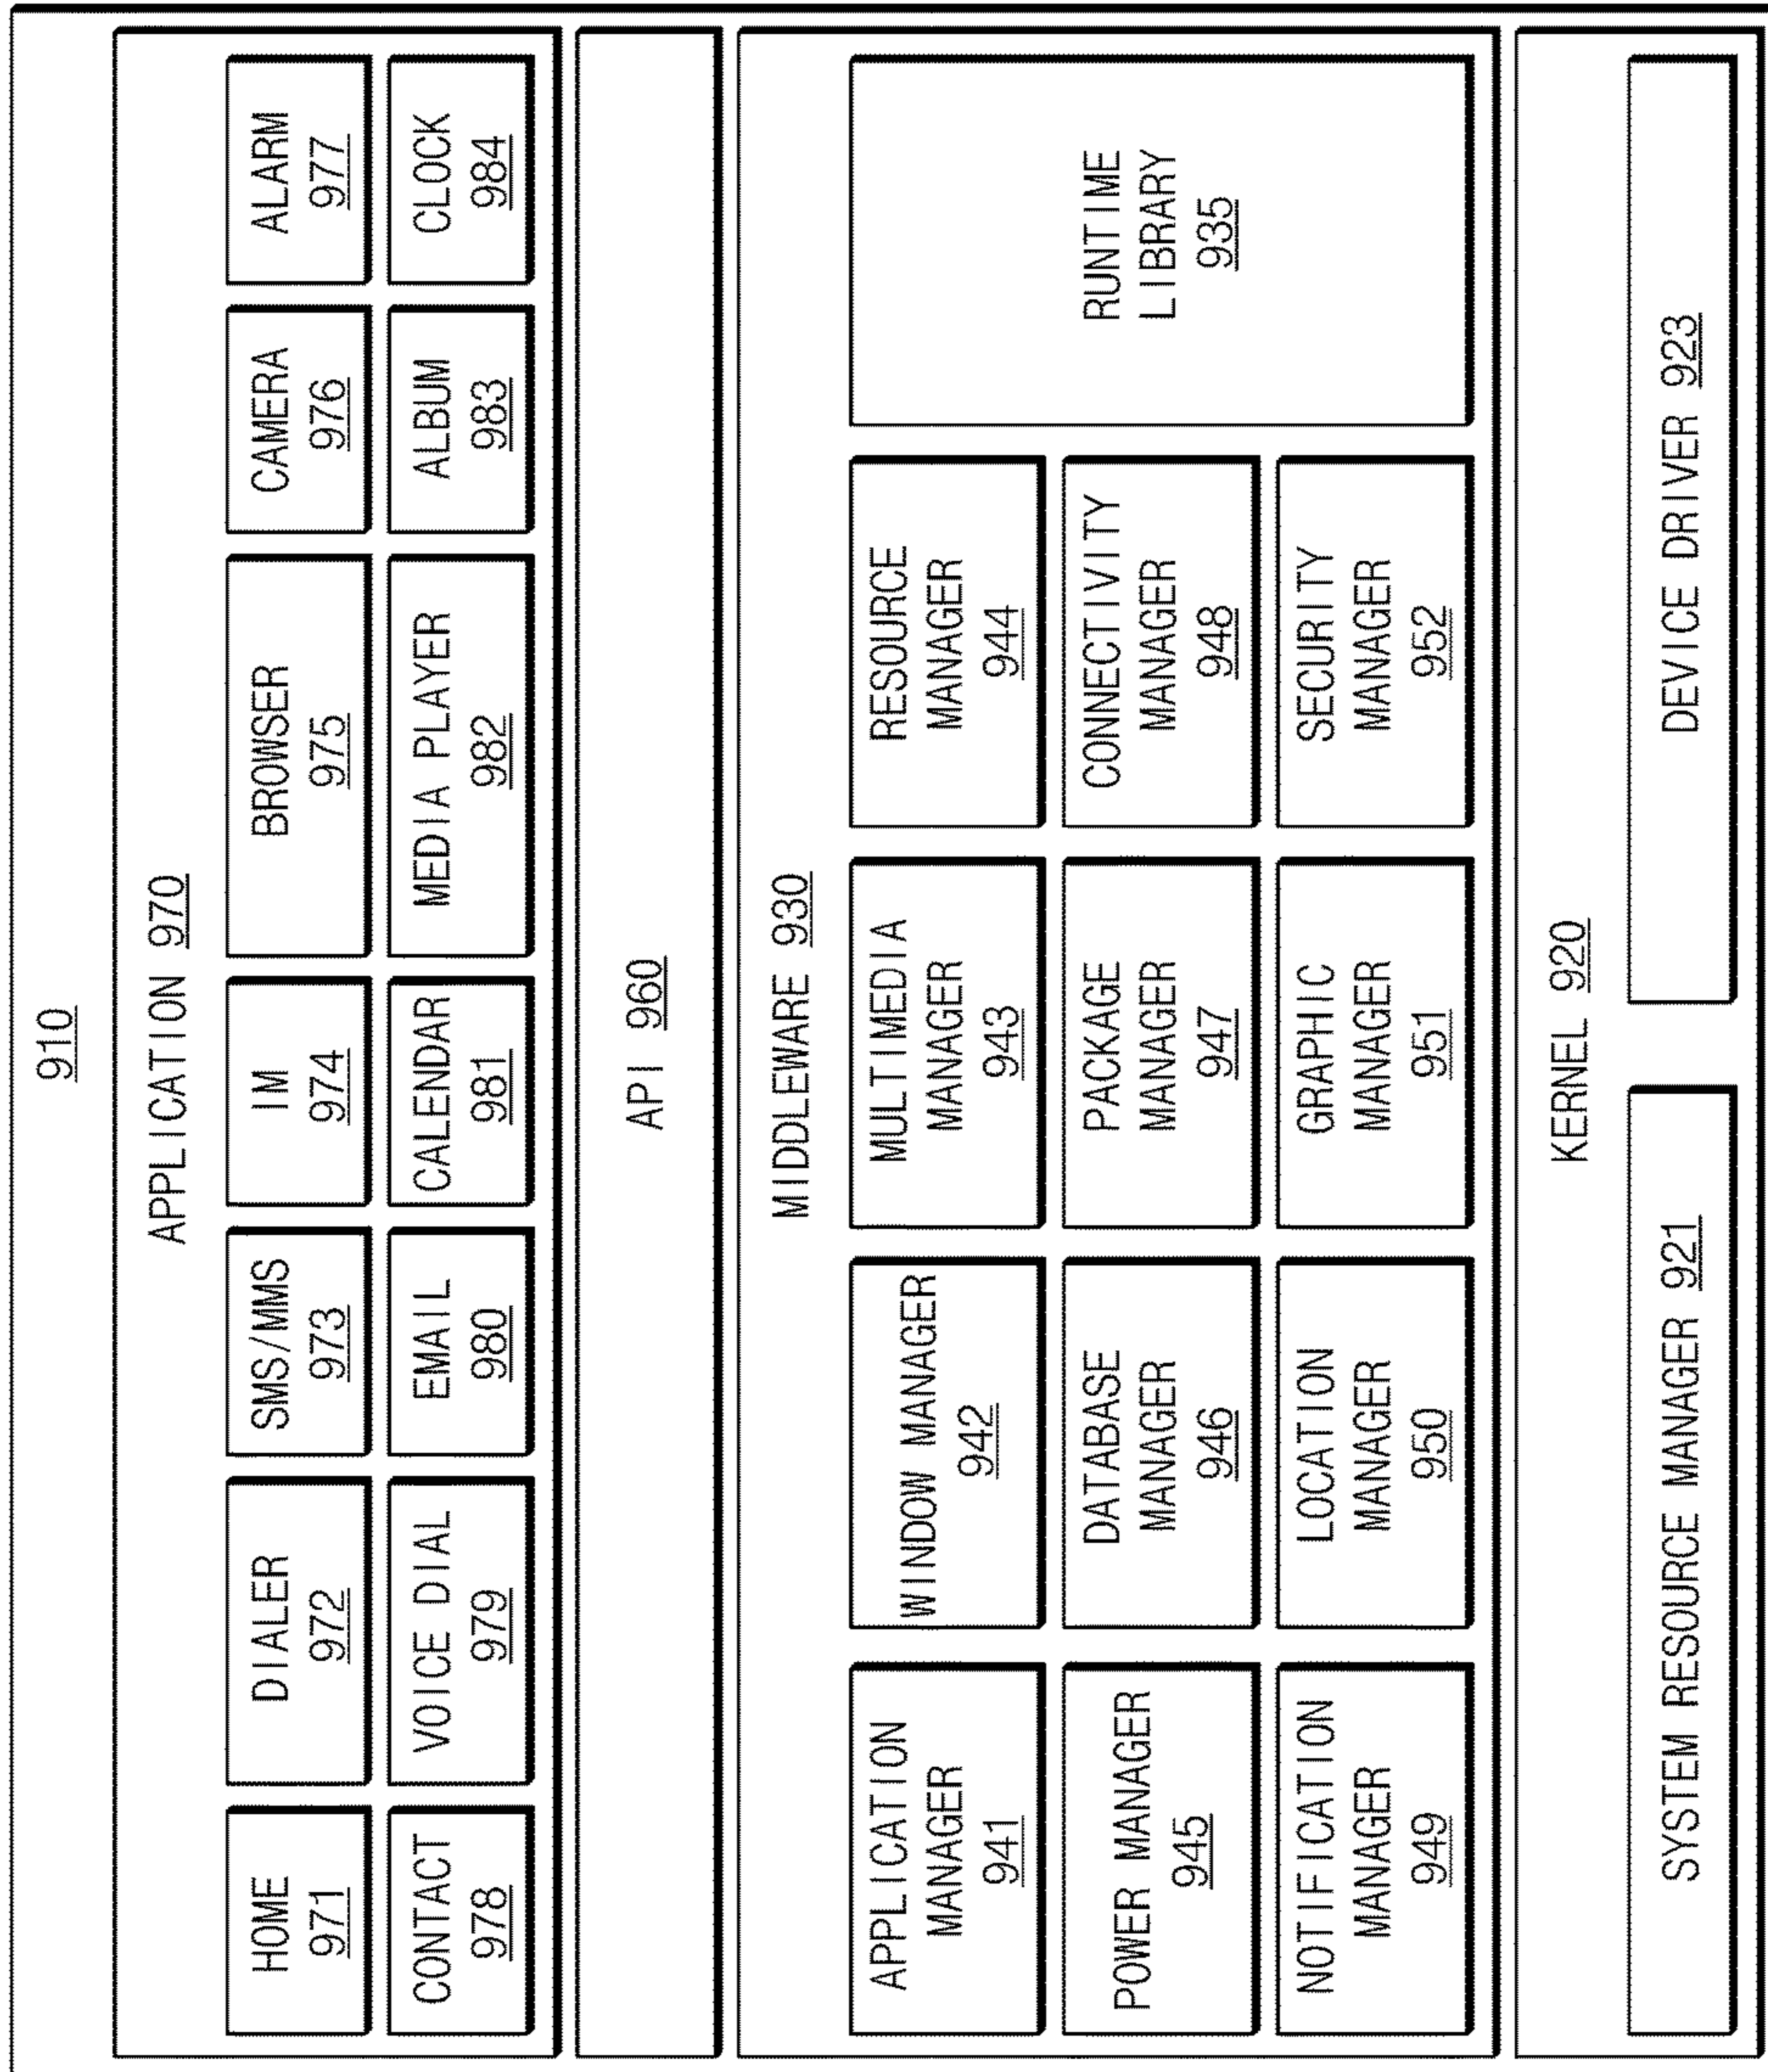 910
APPLICATION 970
HOME
971
DIALER
972
SMS/MMS
973
IM
974
BROWSER
975
CAMERA
976
ALARM
977
CONTACT
978
VOICE DIAL
979
EMAIL
980
CALENDAR
981
MEDIA PLAYER
982
ALBUM
983
CLOCK
984
API 960
MIDDLEWARE 930
APPLICATION
MANAGER
941
WINDOW MANAGER
942
MULTIMEDIA
MANAGER
943
RESOURCE
MANAGER
944
POWER MANAGER
945
DATABASE
MANAGER
946
PACKAGE
MANAGER
947
CONNECTIVITY
MANAGER
948
NOTIFICATION
MANAGER
949
LOCATION
MANAGER
950
GRAPHIC
MANAGER
951
SECURITY
MANAGER
952
RUNTIME
LIBRARY
935
KERNEL 920
SYSTEM RESOURCE MANAGER 921
DEVICE DRIVER 923